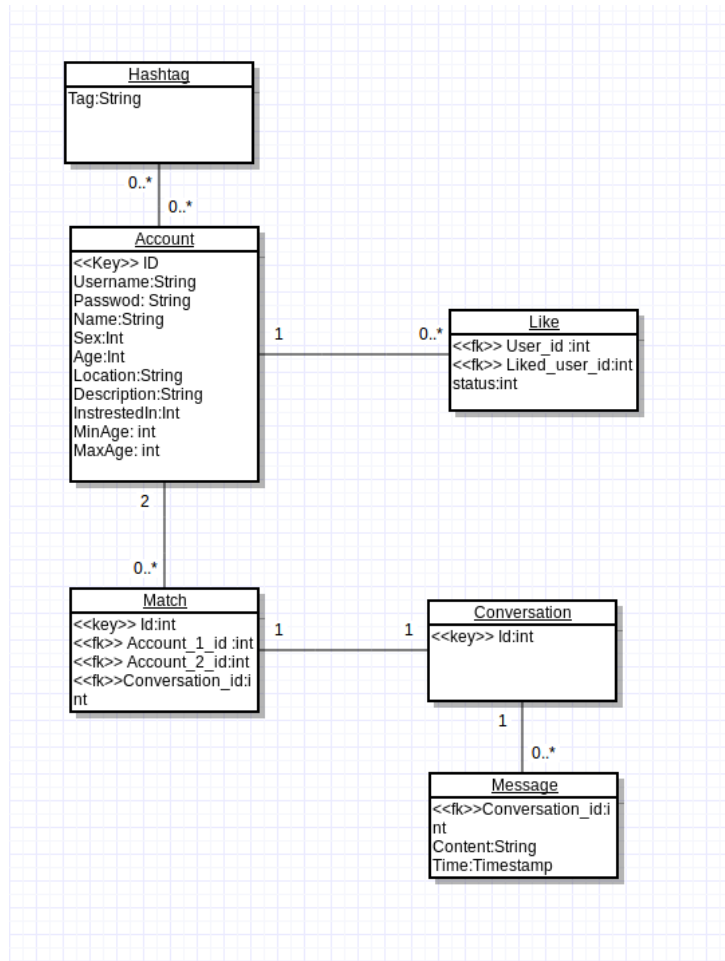 Hashtag
Tag:String
0..*
0..*
Account
<<Key>> ID
Username:String
Passwod: String
Name:String
Sex:Int
Age:Int
Location:String
Description:String
InstrestedIn:Int
MinAge: int
MaxAge: int
1
0..*
Like
<<fk>> User_id :int
<<fk>> Liked_user_id:int
status:int
2
0..*
Match
<<key>> Id:int
<<fk>> Account_1_id :int
<<fk>> Account_2_id:int
<<fk>>Conversation_id:i
nt
1
1
Conversation
<<key>> Id:int
1
0..*
Message
<<fk>>Conversation_id:i
nt
Content:String
Time:Timestamp